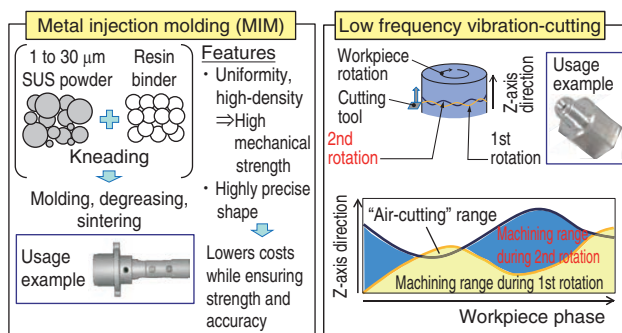 Metal injection molding (MIM)
1 to 30 μm
SUS powder
Resin
binder
Kneading
Molding, degreasing,
sintering
Usage
example
Features
・Uniformity,
high-density
⇒High
mechanical
strength
・Highly precise
shape
Lowers costs
while ensuring
strength and
accuracy
Low frequency vibration-cutting
Workpiece
rotation
Cutting
tool
2nd
rotation
1st
rotation
Z-axis
direction
Usage
example
Z-axis direction
“Air-cutting” range
Machining range
during 2nd rotation
Machining range during 1st rotation
Workpiece phase